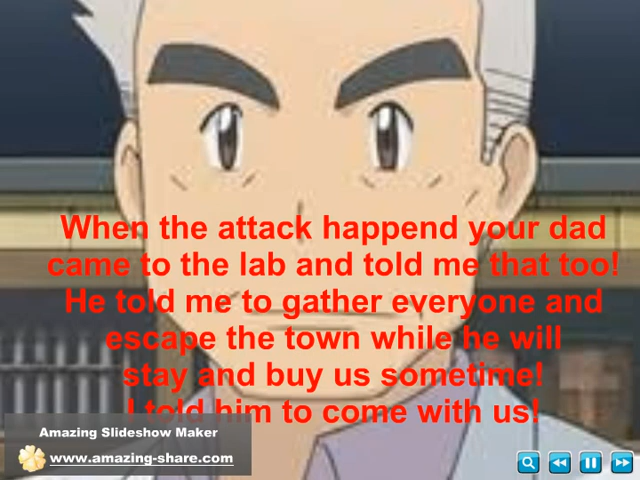 When the attack happend your dad
came to the lab and told me that too!
He told me to gather everyone and
escape the town while he will
stay and buy us sometime!
I told him to come with us!
Amazing Slideshow Maker
www.amazing-share.com